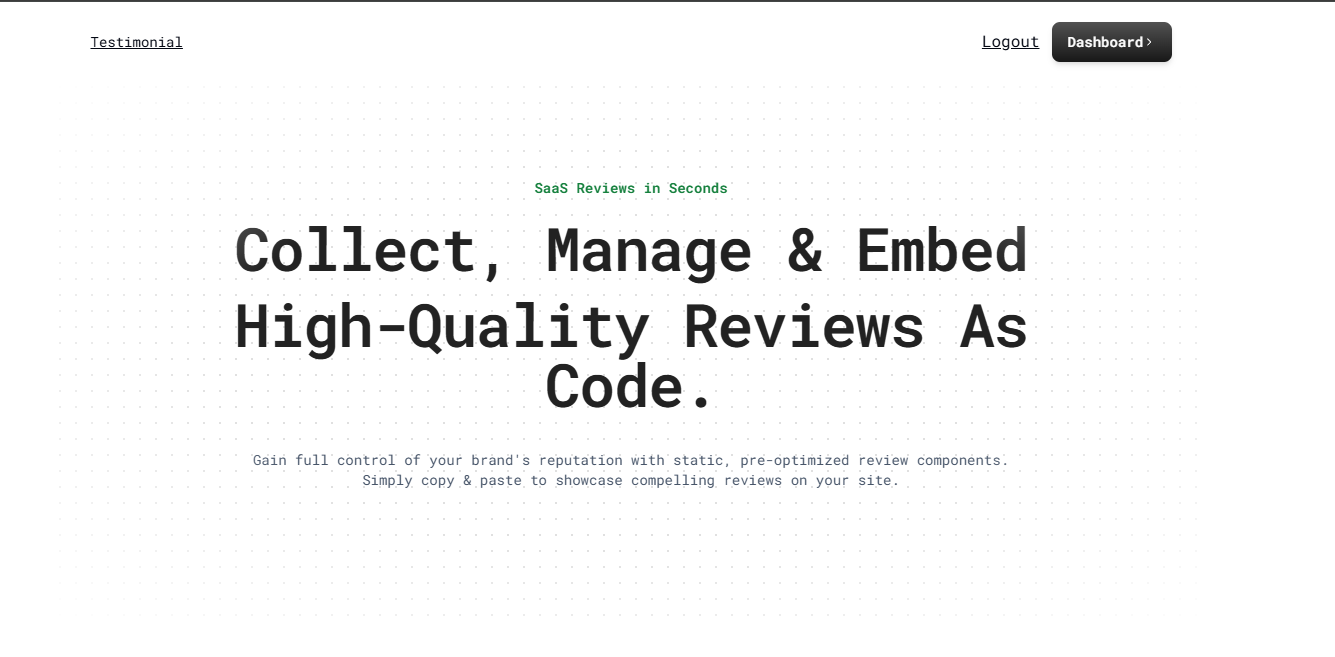 Testimonial
Logout
Dashboard
SaaS Reviews in Seconds
Collect, Manage & Embed
High-Quality Reviews As
Code.
Gain full control of your brand's reputation with static, pre-optimized review components.
Simply copy & paste to showcase compelling reviews on your site.